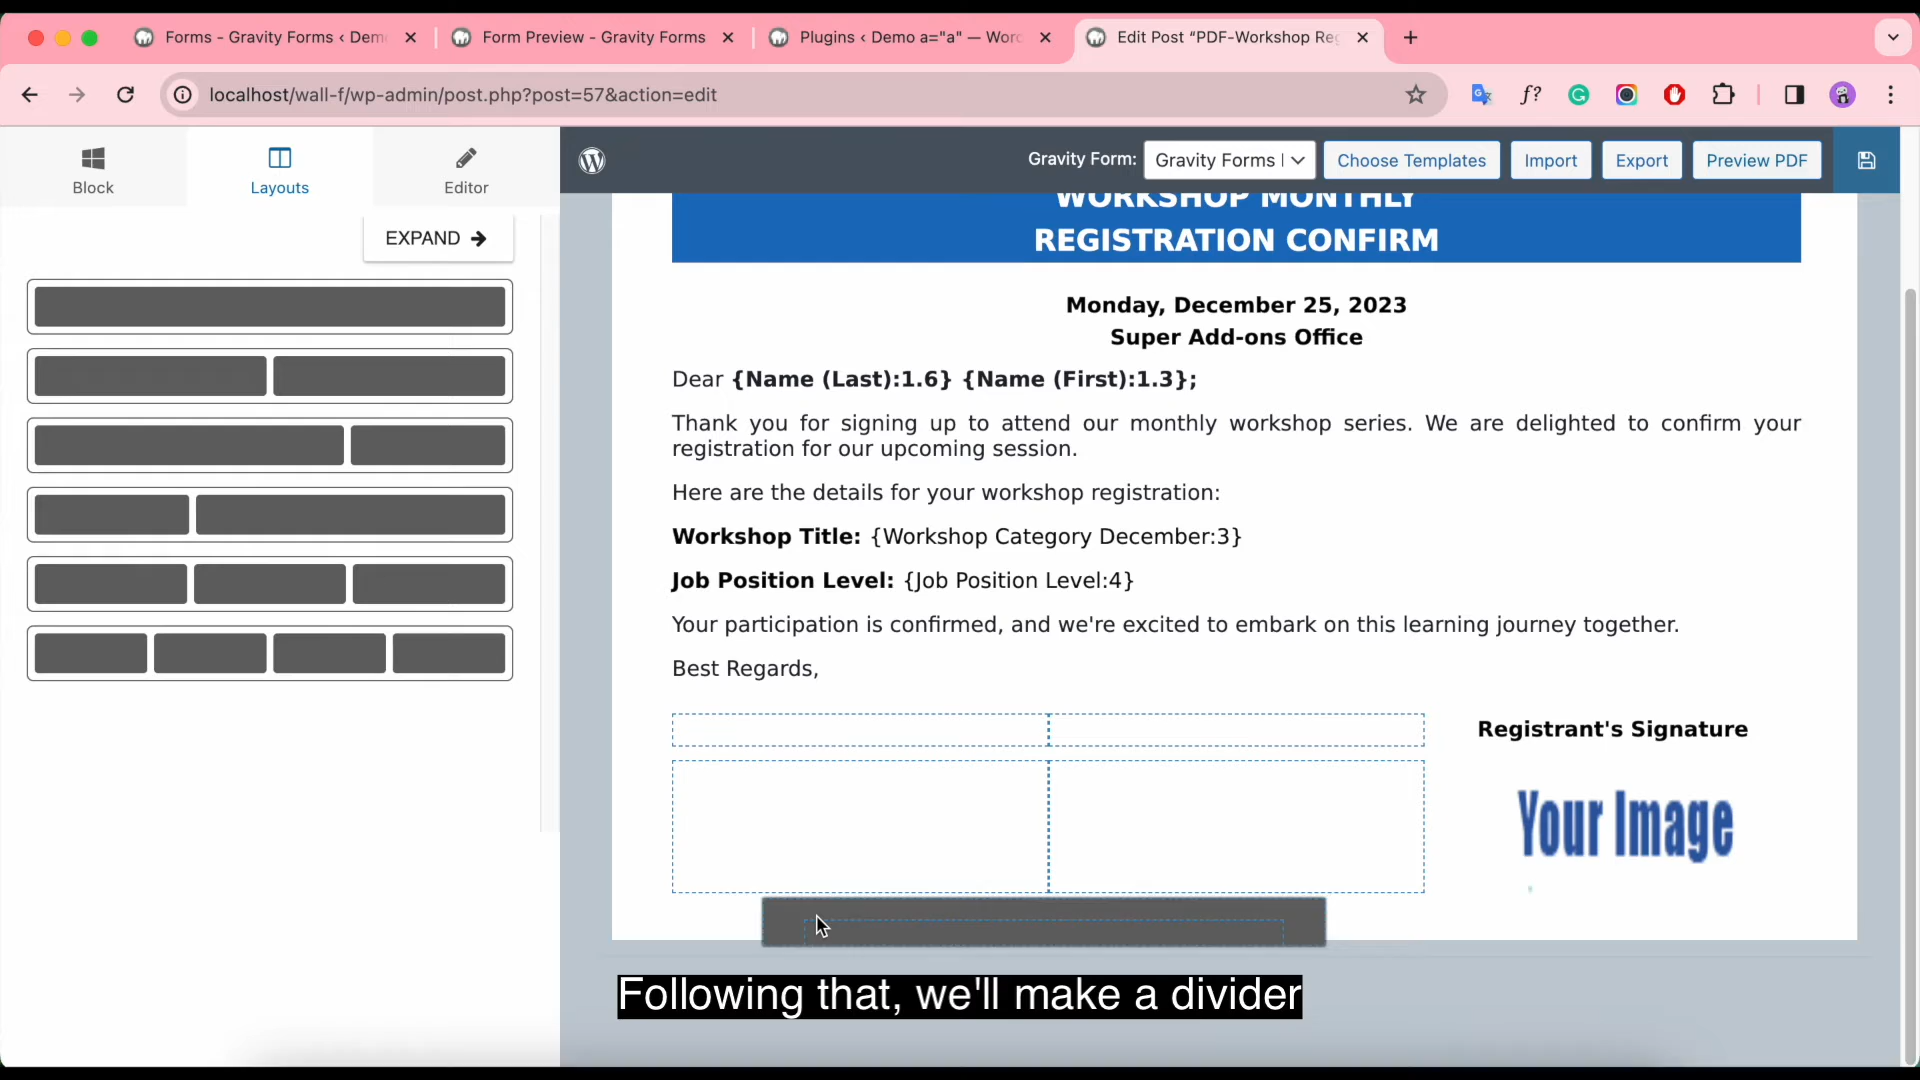 Forms - Gravity Forms ‹ Dem
Form Preview - Gravity Forms
Plugins ‹ Demo a="a" — Worc
Edit Post “PDF-Workshop Reg
localhost/wall-f/wp-admin/post.php?post=57&action=edit
f?
Block
Layouts
Editor
Gravity Form:
Gravity Forms
Choose Templates
Import
Export
Preview PDF
EXPAND
WORKSHOP MONTHLY
REGISTRATION CONFIRM
Monday, December 25, 2023
Super Add-ons Office
Dear {Name (Last):1.6} {Name (First):1.3};
Thank you for signing up to attend our monthly workshop series. We are delighted to confirm your
registration for our upcoming session.
Here are the details for your workshop registration:
Workshop Title: {Workshop Category December:3}
Job Position Level: {Job Position Level:4}
Your participation is confirmed, and we're excited to embark on this learning journey together.
Best Regards,
Registrant's Signature
Your Image
Following that, we'll make a divider